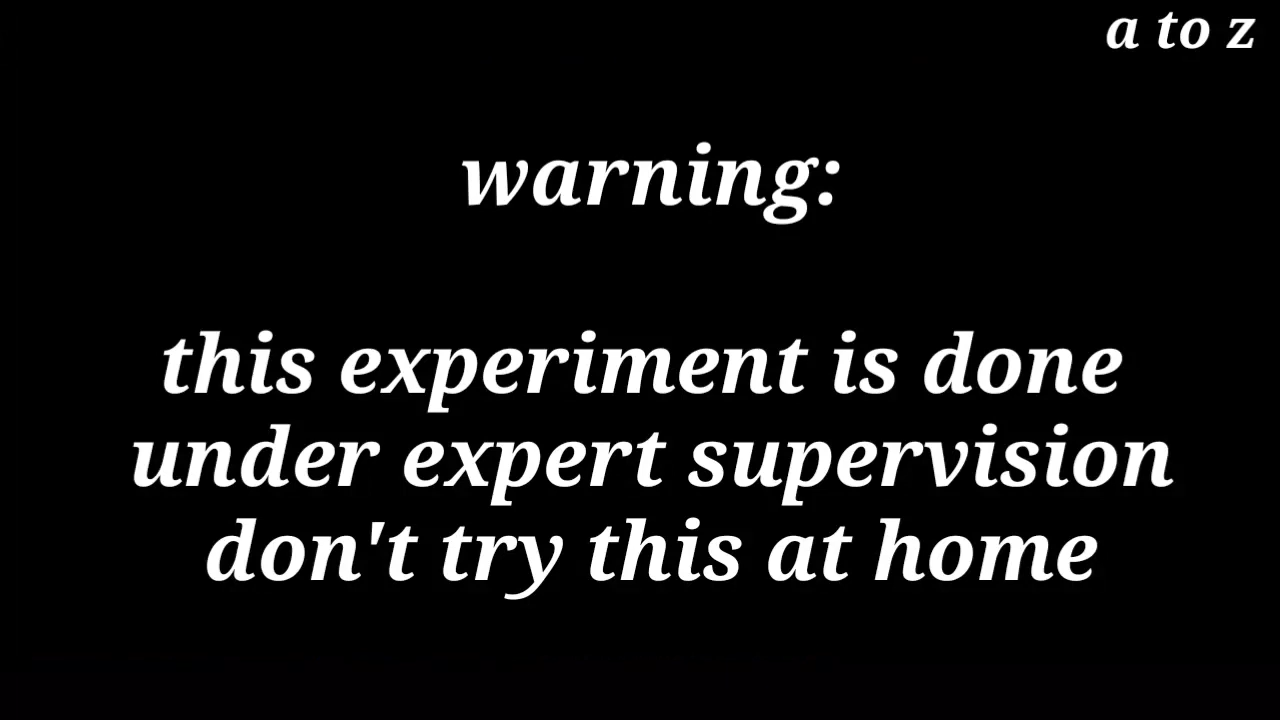 a to z
warning:
this experiment is done
under expert supervision
don't try this at home